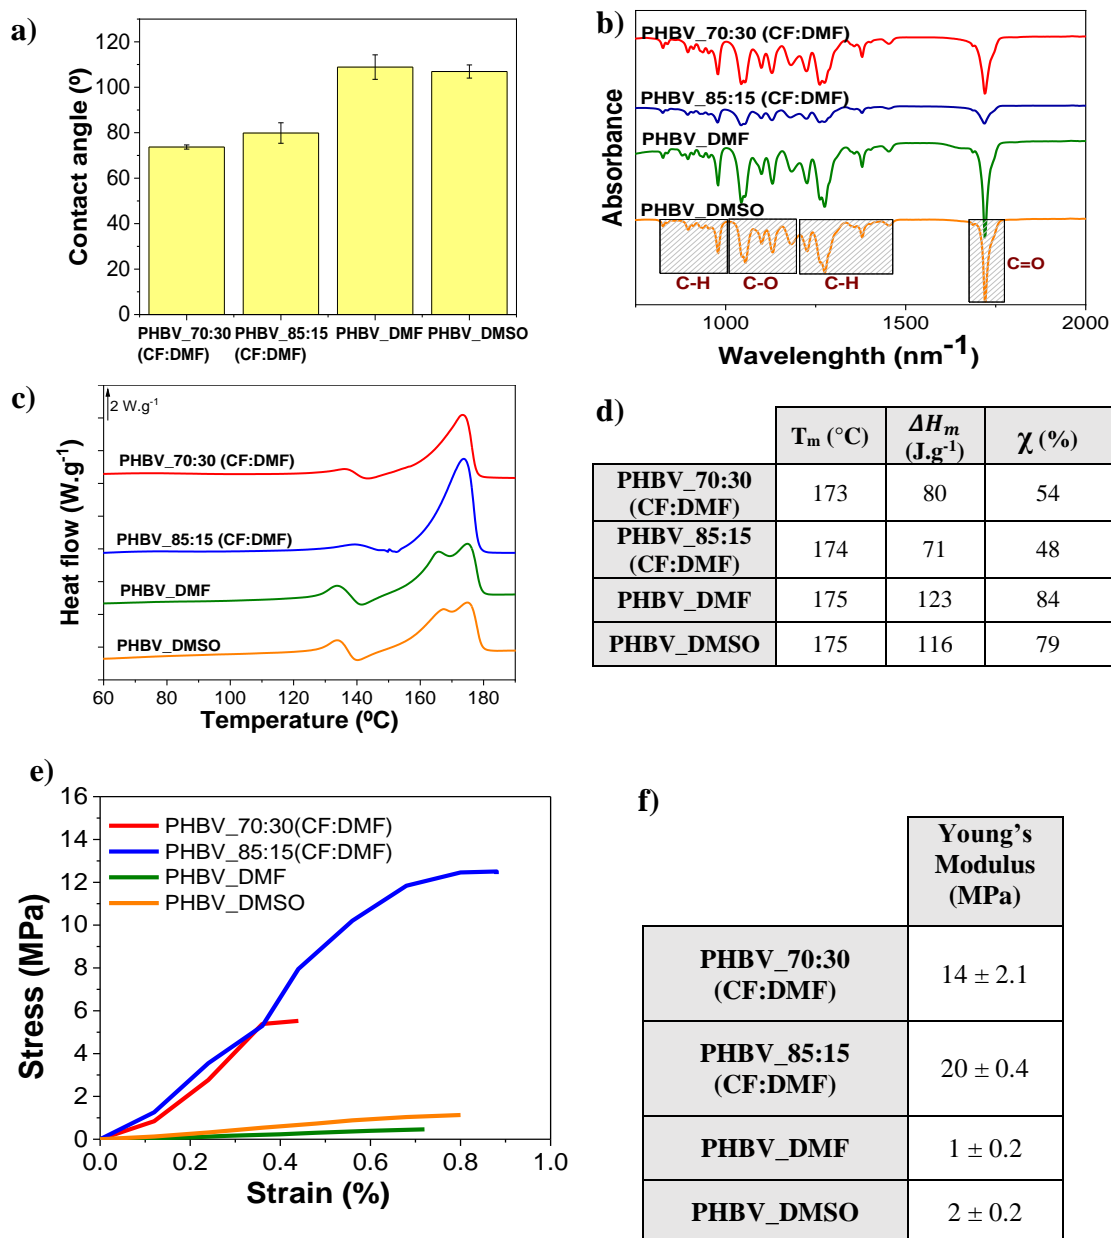 a)
Contact angle (º)
120
100
80
60
40
20
0
PHBV_70:30 PHBV_85:15 PHBV_DMF PHBV_DMSO
(CF:DMF) (CF:DMF)
b)
Absorbance
PHBV_70:30 (CF:DMF)
PHBV_85:15 (CF:DMF)
PHBV_DMF
PHBV_DMSO
C-H C-O C-H C=O
1000 1500 2000
Wavelenghth (nm-1)
c)
Heat flow (W.g-1)
2 W.g-1
PHBV_70:30 (CF:DMF)
PHBV_85:15 (CF:DMF)
PHBV_DMF
PHBV_DMSO
60 80 100 120 140 160 180
Temperature (ºC)
d)
Tm (°C) ΔHm (J.g-1) χ (%)
PHBV_70:30 (CF:DMF) 173 80 54
PHBV_85:15 (CF:DMF) 174 71 48
PHBV_DMF 175 123 84
PHBV_DMSO 175 116 79
e)
Stress (MPa)
16
14
12
10
8
6
4
2
0
PHBV_70:30(CF:DMF)
PHBV_85:15(CF:DMF)
PHBV_DMF
PHBV_DMSO
0.0 0.2 0.4 0.6 0.8 1.0
Strain (%)
f)
Young's
Modulus
(MPa)
PHBV_70:30
(CF:DMF) 14 ± 2.1
PHBV_85:15
(CF:DMF) 20 ± 0.4
PHBV_DMF 1 ± 0.2
PHBV_DMSO 2 ± 0.2